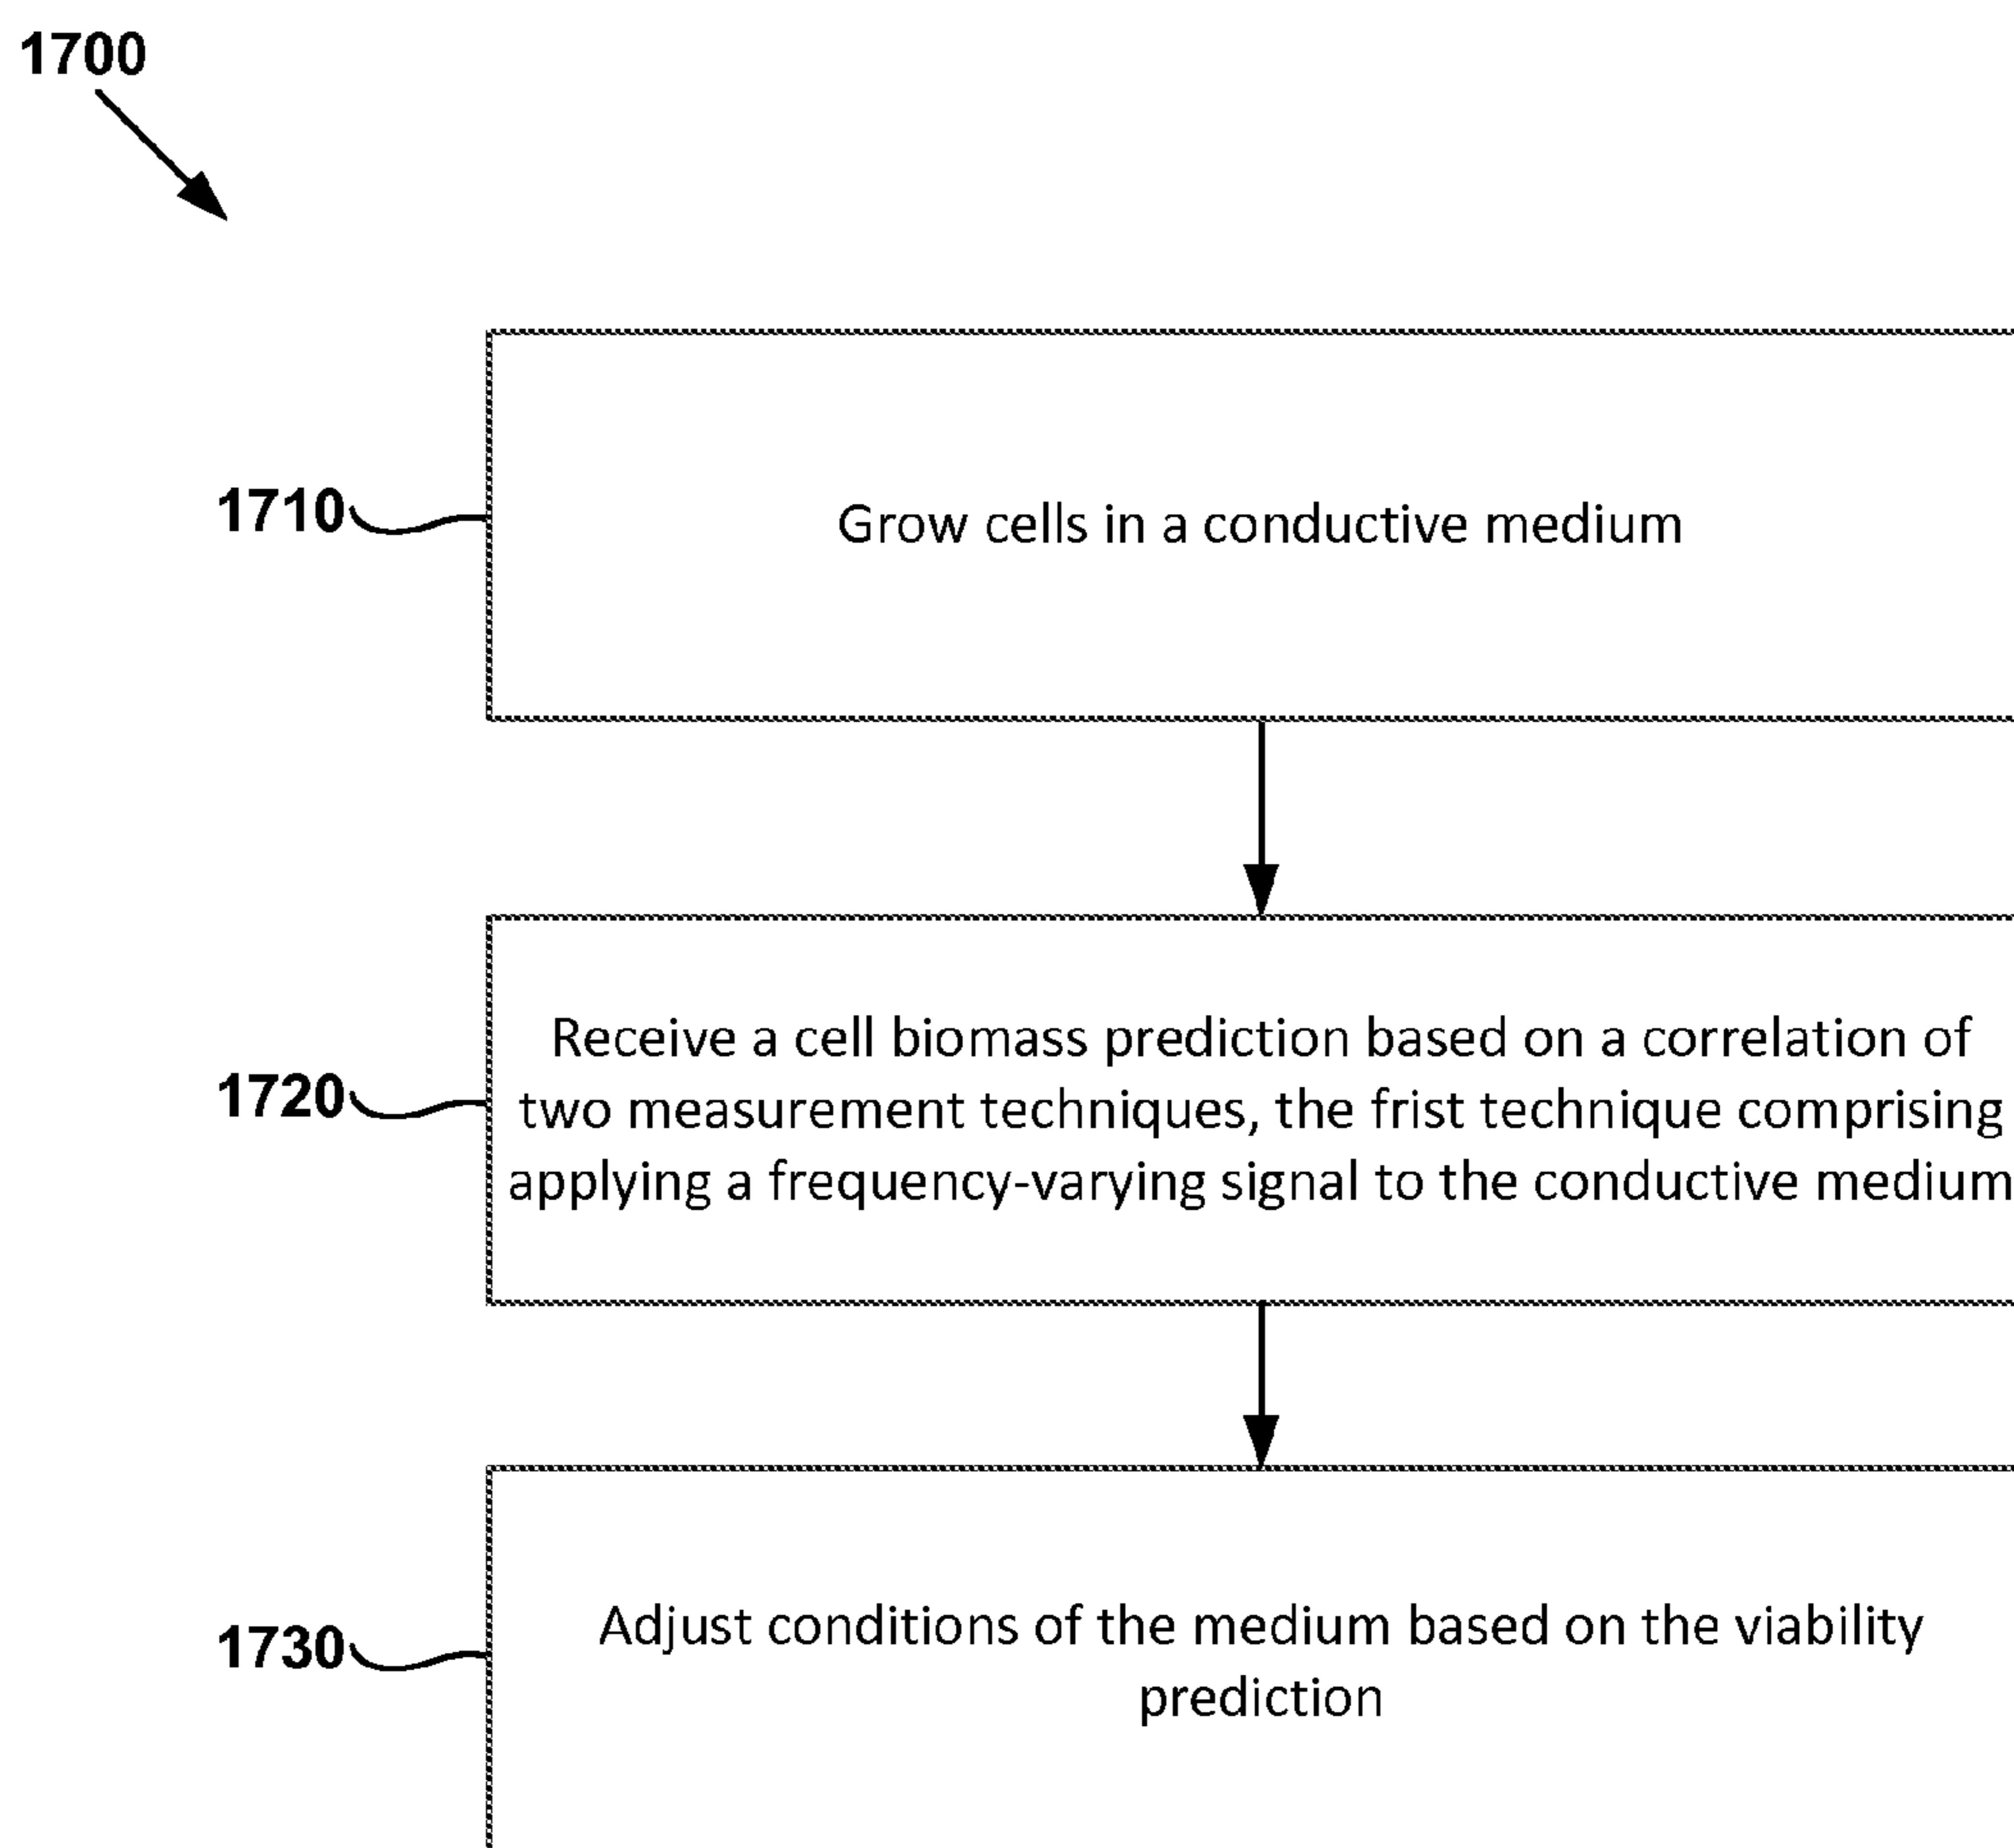 1700
1710
Grow cells in a conductive medium
1720
Receive a cell biomass prediction based on a correlation of
two measurement techniques, the frist technique comprising
applying a frequency-varying signal to the conductive medium
1730
Adjust conditions of the medium based on the viability
prediction